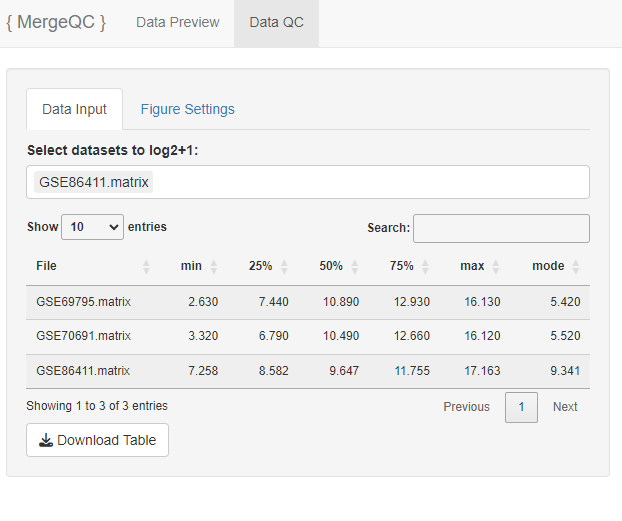 { MergeQC } Data Preview Data QC
Data Input Figure Settings
Select datasets to log2+1:
GSE86411.matrix
Show 10 entries Search:
File min 25% 50% 75% max mode
GSE69795.matrix 2.630 7.440 10.890 12.930 16.130 5.420
GSE70691.matrix 3.320 6.790 10.490 12.660 16.120 5.520
GSE86411.matrix 7.258 8.582 9.647 11.755 17.163 9.341
Showing 1 to 3 of 3 entries Previous 1 Next
Download Table